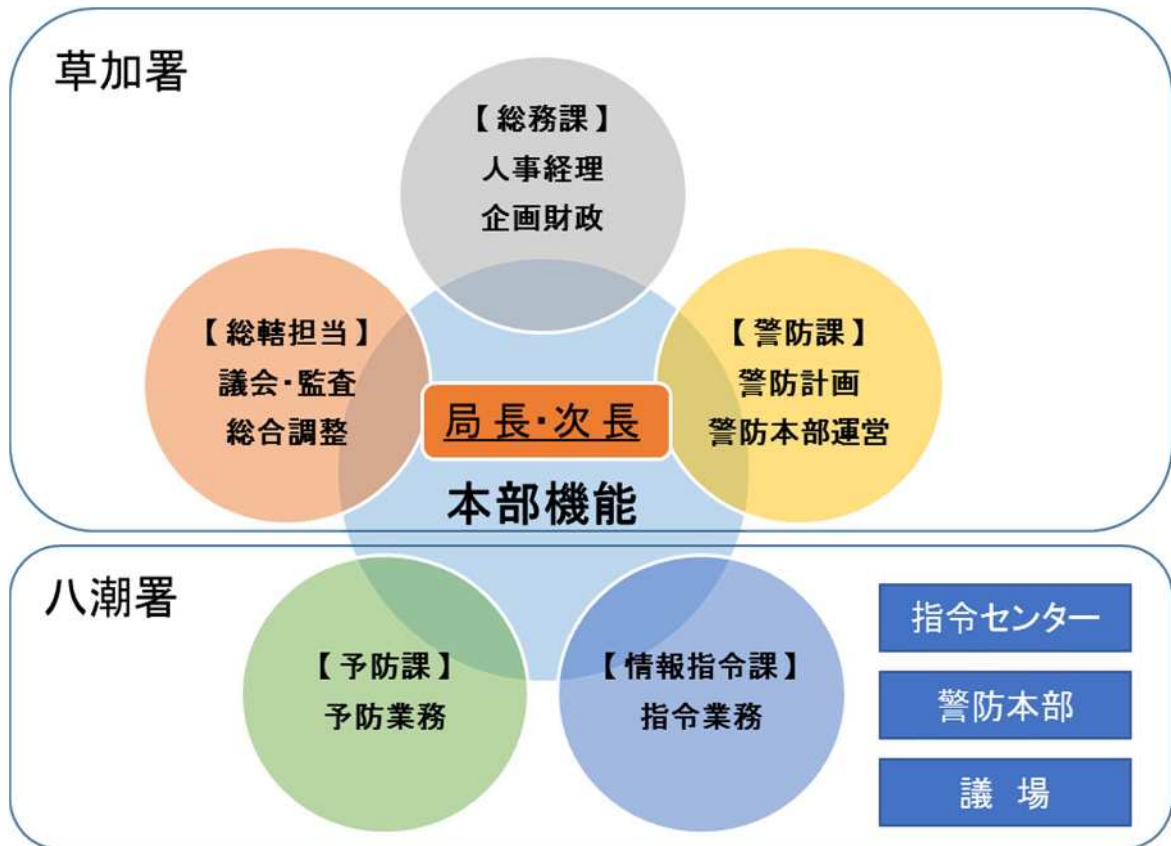 草加署
【総務課】
人事経理
企画財政
【総轄担当】
議会・監査
総合調整
【警防課】
警防計画
警防本部運営
局長・次長
本部機能
八潮署
【予防課】
予防業務
【情報指令課】
指令業務
指令センター
警防本部
議　場